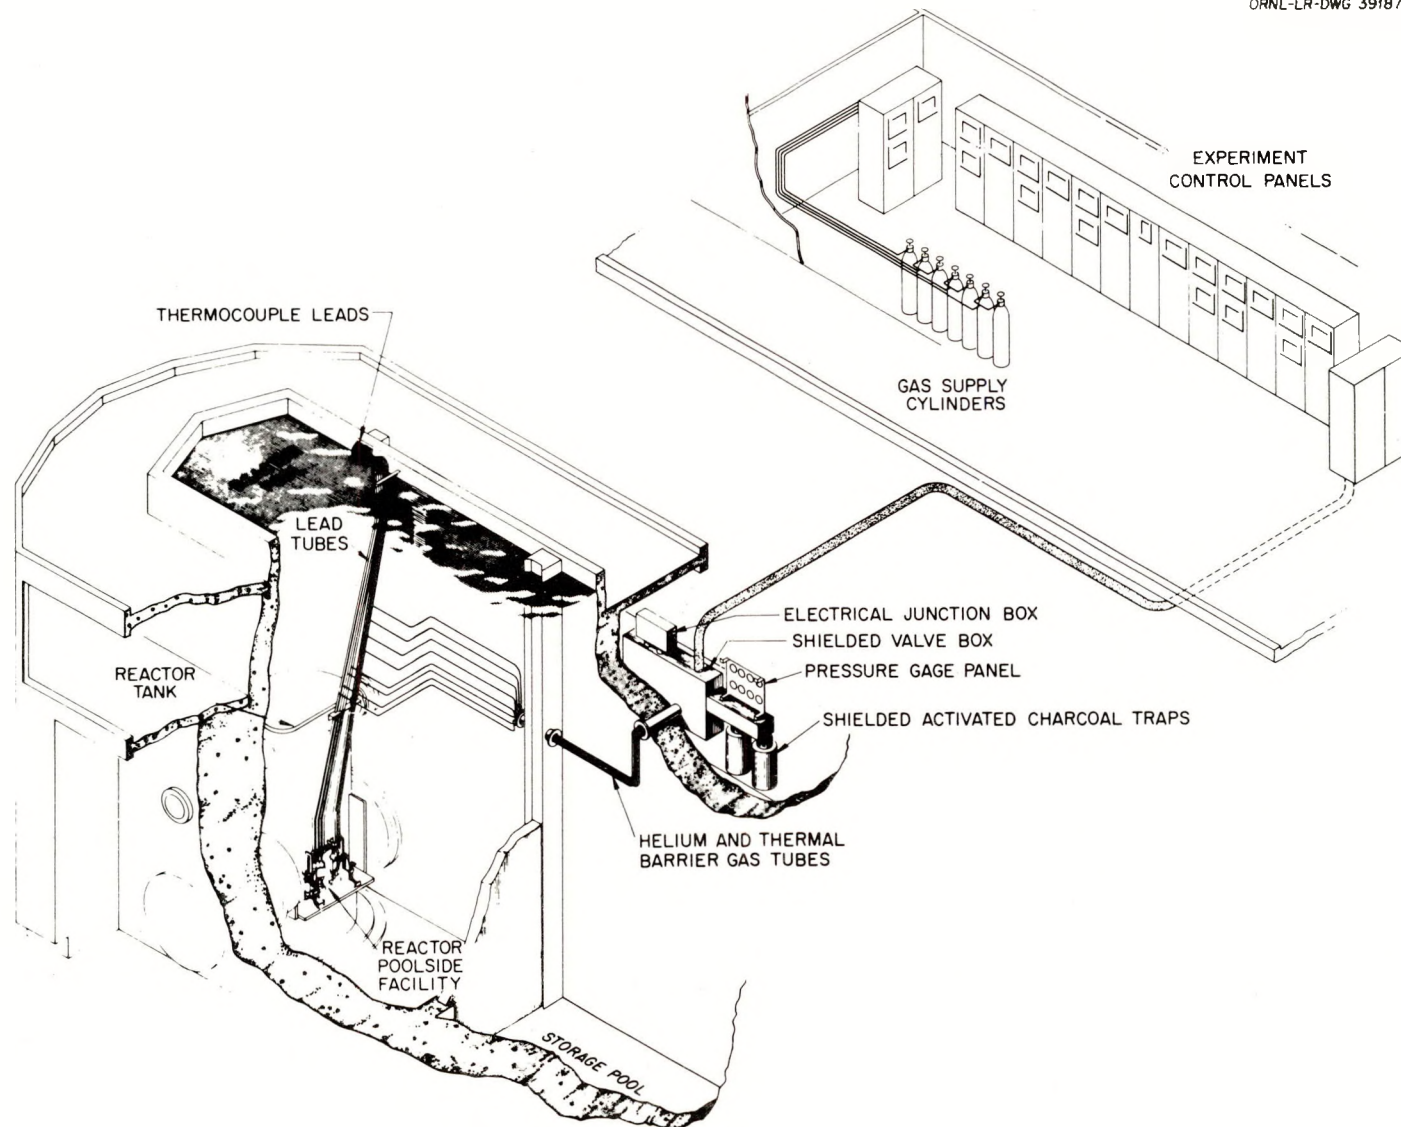 ORNL-LR-DWG 39187
EXPERIMENT
CONTROL PANELS
THERMOCOUPLE LEADS
GAS SUPPLY
CYLINDERS
LEAD
TUBES
ELECTRICAL JUNCTION BOX
SHIELDED VALVE BOX
PRESSURE GAGE PANEL
REACTOR
TANK
SHIELDED ACTIVATED CHARCOAL TRAPS
HELIUM AND THERMAL
BARRIER GAS TUBES
REACTOR
POOLSIDE
FACILITY
STORAGE POOL